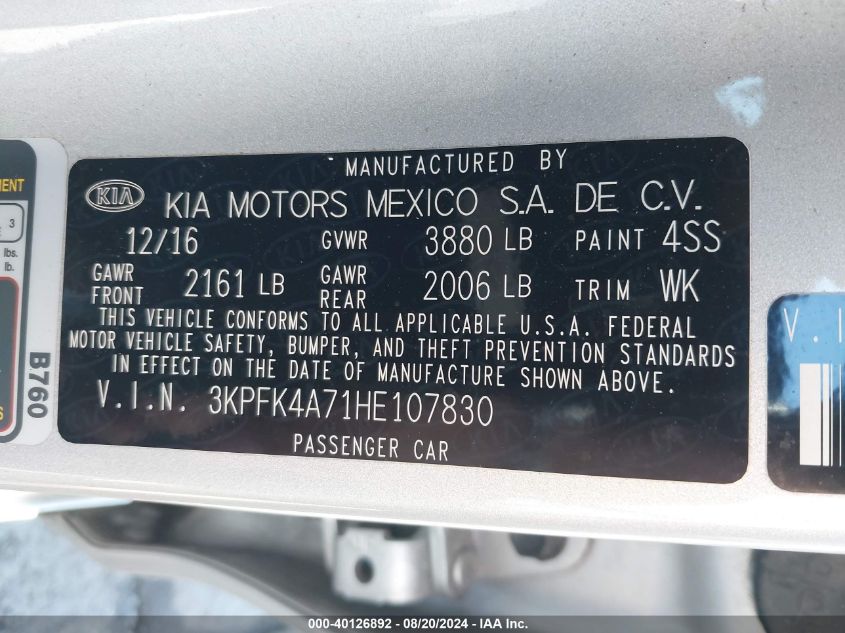 MANUFACTURED BY
KIA KIA MOTORS MEXICO S.A. DE C.V.
12/16 GVWR 3880 LB PAINT 4SS
GAWR FRONT 2161 LB GAWR REAR 2006 LB TRIM WK
THIS VEHICLE CONFORMS TO ALL APPLICABLE U.S.A. FEDERAL
MOTOR VEHICLE SAFETY, BUMPER, AND THEFT PREVENTION STANDARDS
IN EFFECT ON THE DATE OF MANUFACTURE SHOWN ABOVE.
V.I.N. 3KPFK4A71HE107830
PASSENGER CAR
3
lbs.
lb.
B760
V.I
000-40126892 - 08/20/2024 - IAA Inc.